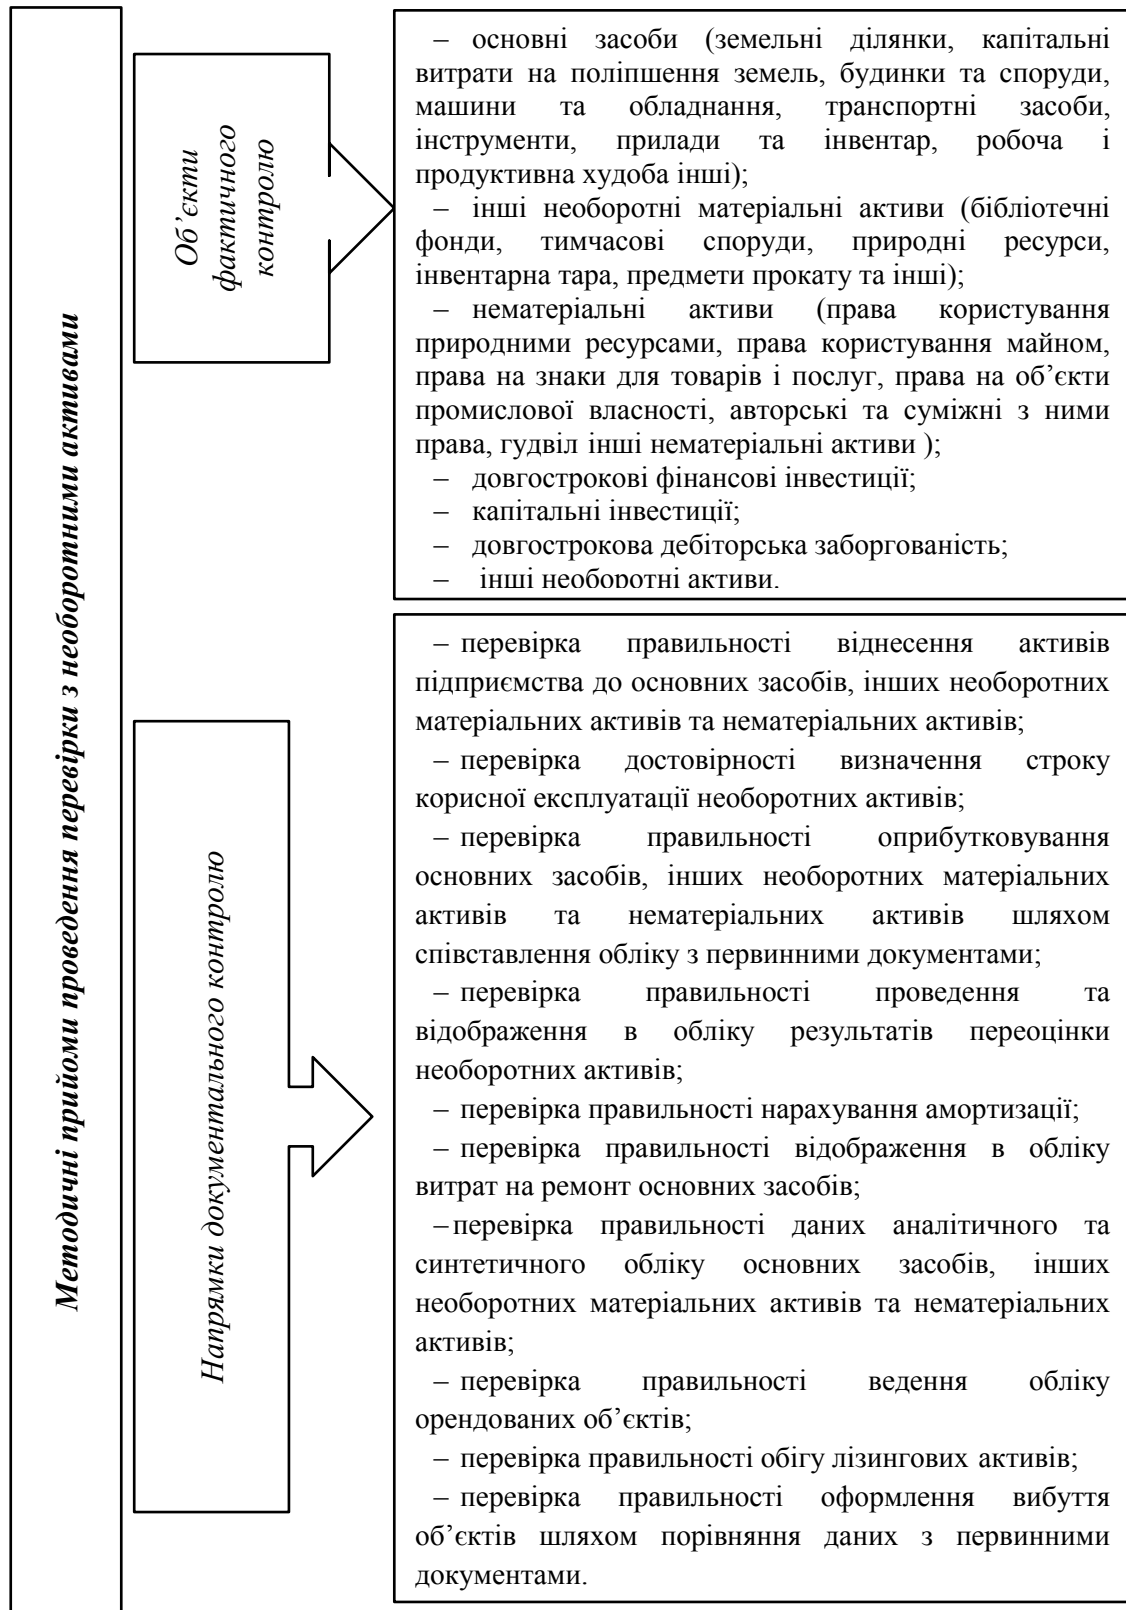 Методичні прийоми проведення перевірки з необоротними активами
Об’єкти
фактичного
контролю
– основні засоби (земельні ділянки, капітальні
витрати на поліпшення земель, будинки та споруди,
машини та обладнання, транспортні засоби,
інструменти, прилади та інвентар, робоча і
продуктивна худоба інші);
– інші необоротні матеріальні активи (бібліотечні
фонди, тимчасові споруди, природні ресурси,
інвентарна тара, предмети прокату та інші);
– нематеріальні активи (права користування
природними ресурсами, права користування майном,
права на знаки для товарів і послуг, права на об’єкти
промислової власності, авторські та суміжні з ними
права, гудвіл інші нематеріальні активи );
– довгострокові фінансові інвестиції;
– капітальні інвестиції;
– довгострокова дебіторська заборгованість;
– інші необоротні активи.
Напрямки документального контролю
– перевірка правильності віднесення активів
підприємства до основних засобів, інших необоротних
матеріальних активів та нематеріальних активів;
– перевірка достовірності визначення строку
корисної експлуатації необоротних активів;
– перевірка правильності оприбутковування
основних засобів, інших необоротних матеріальних
активів та нематеріальних активів шляхом
співставлення обліку з первинними документами;
– перевірка правильності проведення та
відображення в обліку результатів переоцінки
необоротних активів;
– перевірка правильності нарахування амортизації;
– перевірка правильності відображення в обліку
витрат на ремонт основних засобів;
– перевірка правильності даних аналітичного та
синтетичного обліку основних засобів, інших
необоротних матеріальних активів та нематеріальних
активів;
– перевірка правильності ведення обліку
орендованих об’єктів;
– перевірка правильності обігу лізингових активів;
– перевірка правильності оформлення вибуття
об’єктів шляхом порівняння даних з первинними
документами.